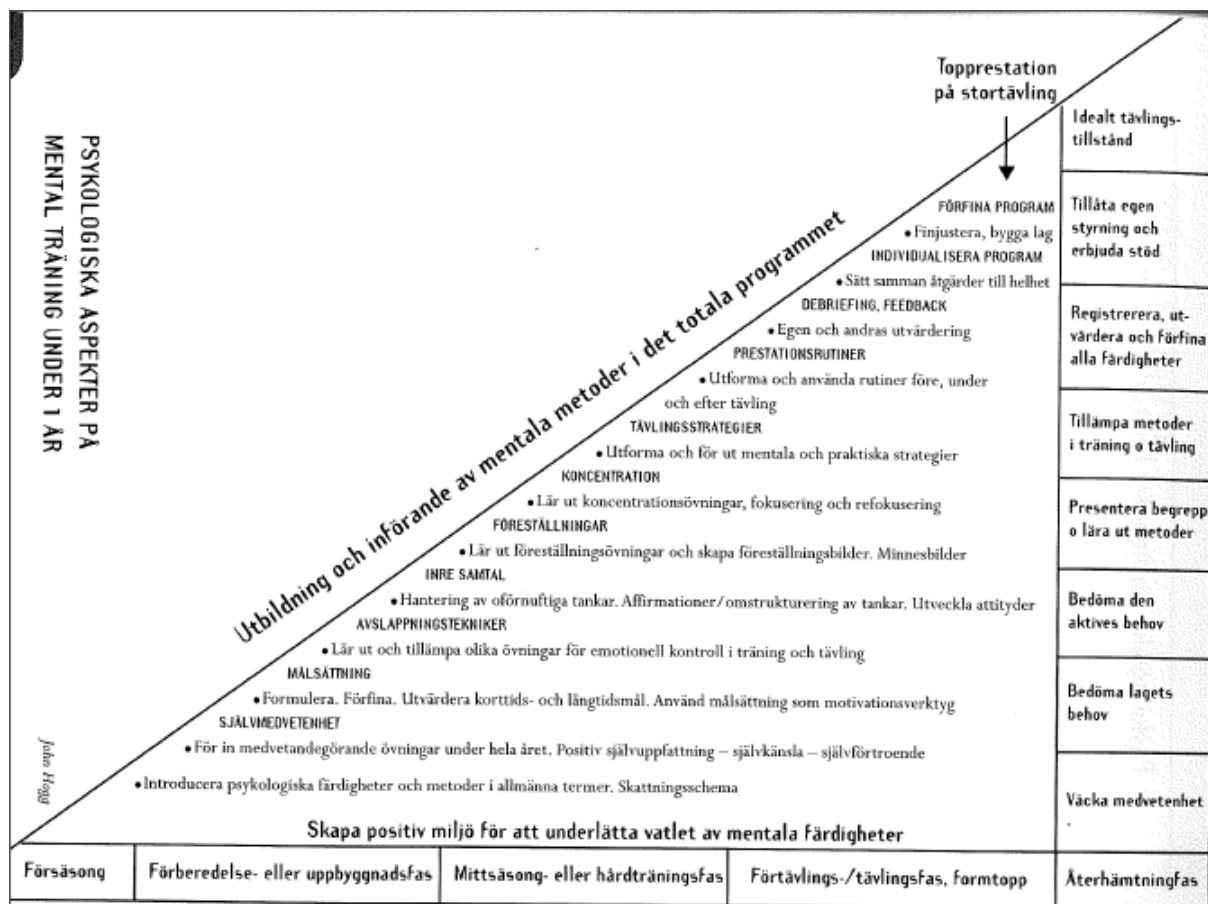 PSYKOLOGISKA ASPEKTER PÅ
MENTAL TRÄNING UNDER 1 ÅR
John Hogg
Utbildning och införande av mentala metoder i det totala programmet
Topprestation
på stortävling
FÖRFINA PROGRAM
• Finjustera, bygga lag
INDIVIDUALISERA PROGRAM
• Sätt samman åtgärder till helhet
DEBRIEFING, FEEDBACK
• Egen och andras utvärdering
PRESTATIONSRUTINER
• Utforma och använda rutiner före, under
och efter tävling
TÄVLINGSSTRATEGIER
• Utforma och för ut mentala och praktiska strategier
KONCENTRATION
• Lär ut koncentrationsövningar, fokusering och refokusering
FÖRESTÄLLNINGAR
• Lär ut föreställningsövningar och skapa föreställningsbilder. Minnesbilder
INRE SAMTAL
• Hantering av oförnuftiga tankar. Affirmationer/omstrukturering av tankar. Utveckla attityder
AVSLAPPNINGSTEKNIKER
• Lär ut och tillämpa olika övningar för emotionell kontroll i träning och tävling
MÅLSÄTTNING
• Formulera. Förfina. Utvärdera korttids- och långtidsmål. Använd målsättning som motivationsverktyg
SJÄLVMEDVETENHET
• För in medvetandegörande övningar under hela året. Positiv självuppfattning – självkänsla – självförtroende
• Introducera psykologiska färdigheter och metoder i allmänna termer. Skattningsschema
Skapa positiv miljö för att underlätta vatlet av mentala färdigheter
Idealt tävlings-
tillstånd
Tillåta egen
styrning och
erbjuda stöd
Registrerera, ut-
värdera och förfina
alla färdigheter
Tillämpa metoder
i träning o tävling
Presentera begrepp
o lära ut metoder
Bedöma den
aktives behov
Bedöma lagets
behov
Väcka medvetenhet
Försäsong
Förberedelse- eller uppbyggnadsfas
Mittsäsong- eller hårdträningsfas
Förtävlings-/tävlingsfas, formtopp
Återhämtningfas